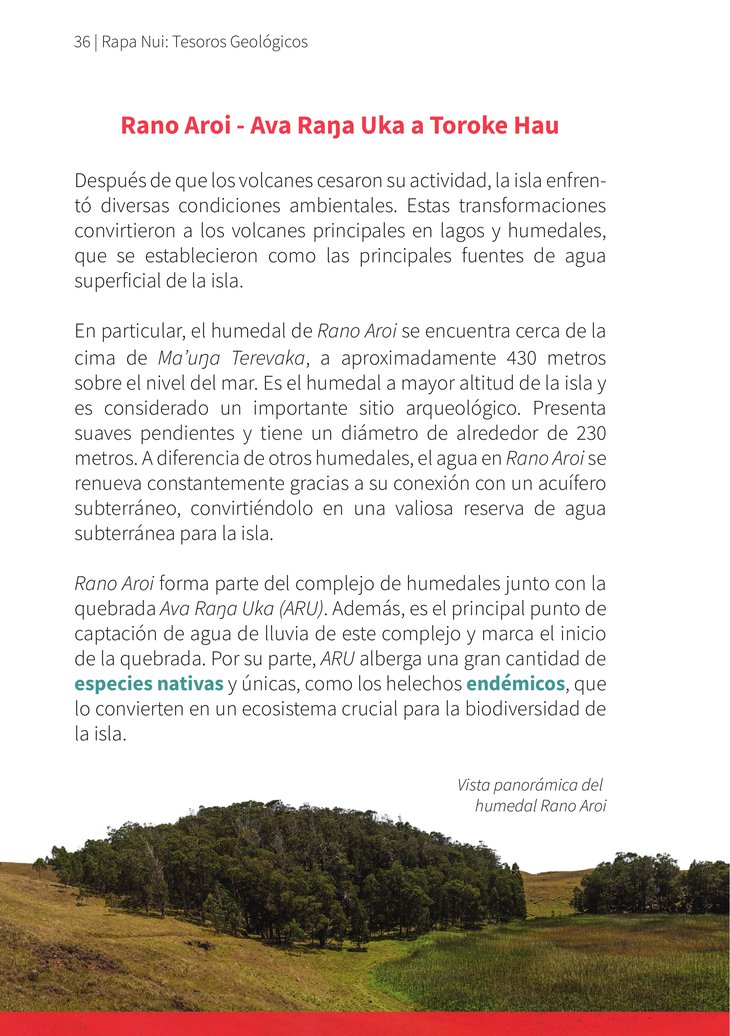 36 | Rapa Nui: Tesoros Geológicos
Rano Aroi - Ava Raŋa Uka a Toroke Hau
Después de que los volcanes cesaron su actividad, la isla enfren-
tó diversas condiciones ambientales. Estas transformaciones
convirtieron a los volcanes principales en lagos y humedales,
que se establecieron como las principales fuentes de agua
superficial de la isla.
En particular, el humedal de Rano Aroi se encuentra cerca de la
cima de Ma’uŋa Terevaka, a aproximadamente 430 metros
sobre el nivel del mar. Es el humedal a mayor altitud de la isla y
es considerado un importante sitio arqueológico. Presenta
suaves pendientes y tiene un diámetro de alrededor de 230
metros. A diferencia de otros humedales, el agua en Rano Aroi se
renueva constantemente gracias a su conexión con un acuífero
subterráneo, convirtiéndolo en una valiosa reserva de agua
subterránea para la isla.
Rano Aroi forma parte del complejo de humedales junto con la
quebrada Ava Raŋa Uka (ARU). Además, es el principal punto de
captación de agua de lluvia de este complejo y marca el inicio
de la quebrada. Por su parte, ARU alberga una gran cantidad de
especies nativas y únicas, como los helechos endémicos, que
lo convierten en un ecosistema crucial para la biodiversidad de
la isla.
Vista panorámica del
humedal Rano Aroi